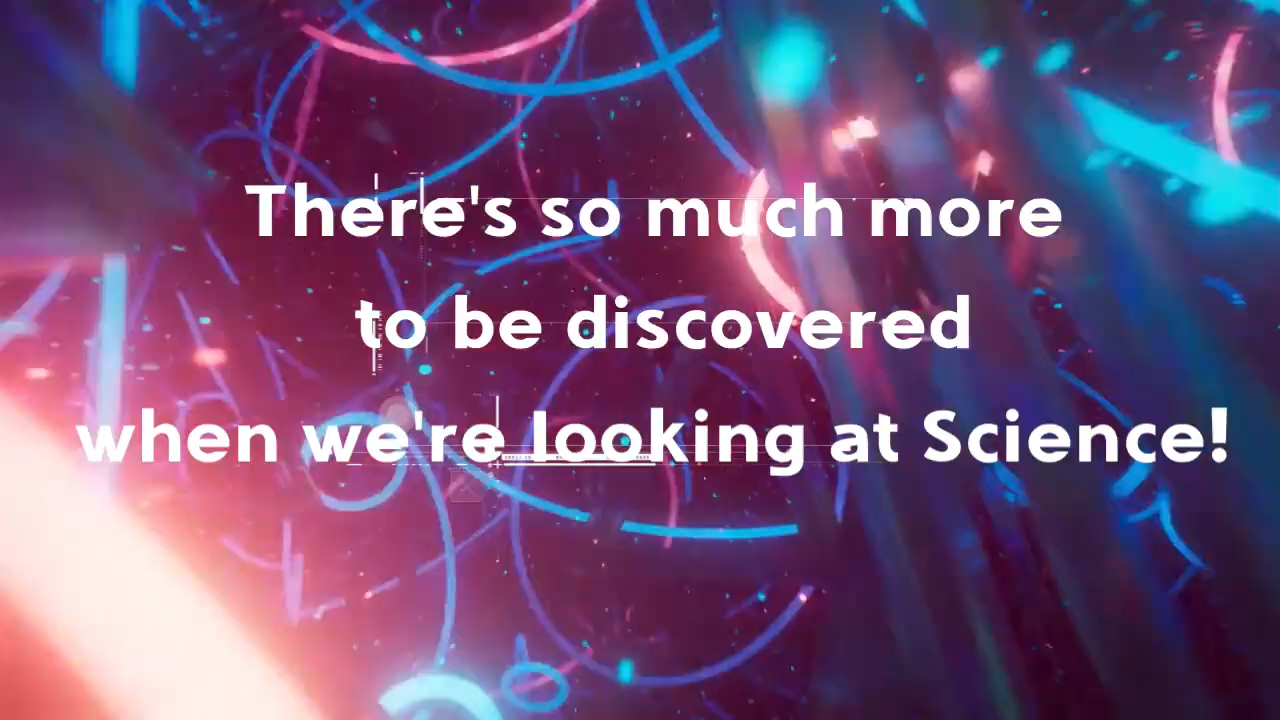 There's so much more
to be discovered
when we're looking at Science!